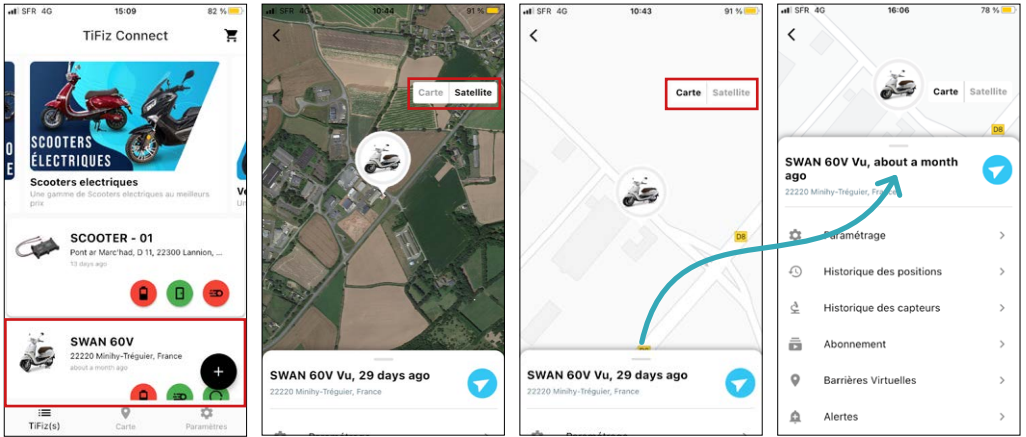 SFR 4G 15:09 82 %
TiFiz Connect
SCOOTERS
ÉLECTRIQUES
Scooters electriques
Une gamme de Scooters électriques au meilleurs
prix
SCOOTER - 01
Pont ar Marc'had, D 11, 22300 Lannion, ...
13 days ago
SWAN 60V
22220 Minihy-Tréguier, France
about a month ago
+
TiFiz(s) Carte Paramètres
SFR 4G 10:44 91 %
Carte Satellite
SWAN 60V Vu, 29 days ago
22220 Minihy-Tréguier, France
Paramétrage
SFR 4G 10:43 91 %
Carte Satellite
D8
SWAN 60V Vu, 29 days ago
22220 Minihy-Tréguier, France
Paramétrage
SFR 4G 16:06 78 %
Carte Satellite
D8
SWAN 60V Vu, about a month
ago
22220 Minihy-Tréguier, France
Paramétrage
Historique des positions
Historique des capteurs
Abonnement
Barrières Virtuelles
Alertes